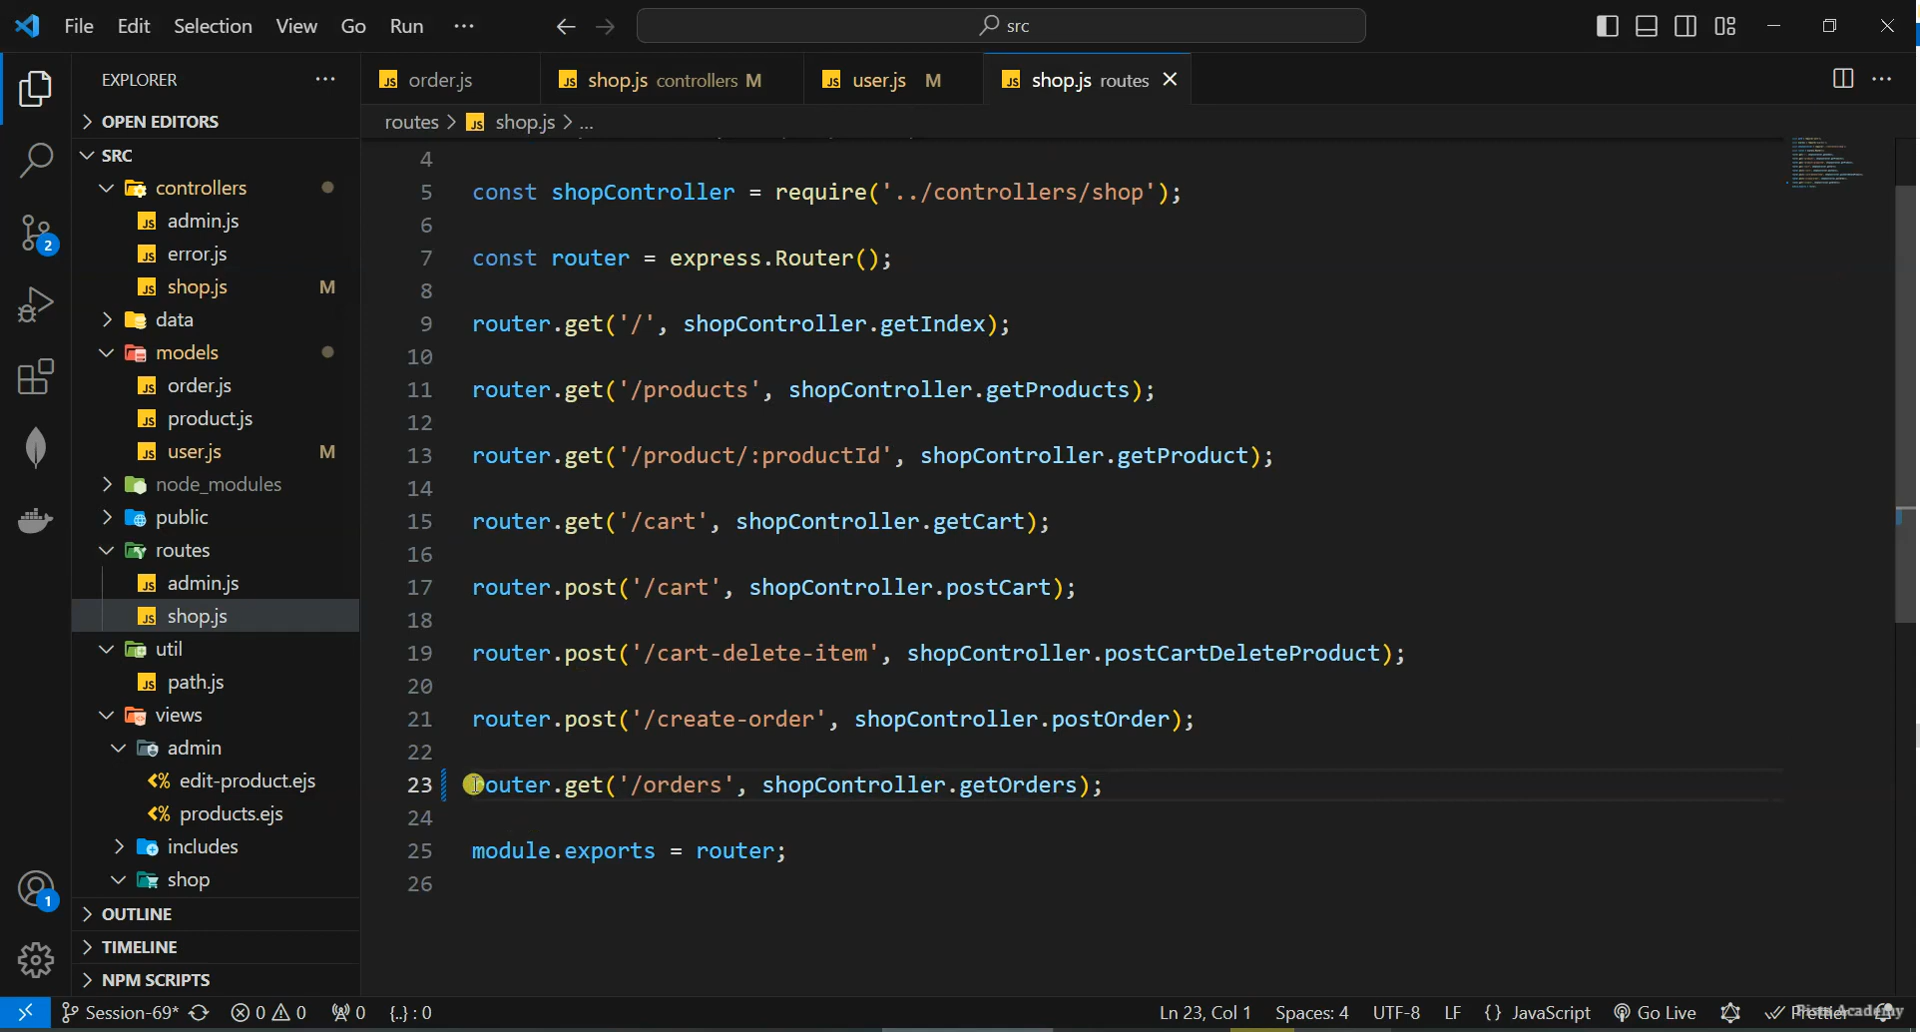 File Edit Selection View Go Run ··· src
EXPLORER ···
OPEN EDITORS
SRC
controllers
admin.js
error.js
shop.js M
data
models
order.js
product.js
user.js M
node_modules
public
routes
admin.js
shop.js
util
path.js
views
admin
edit-product.ejs
products.ejs
includes
shop
OUTLINE
TIMELINE
NPM SCRIPTS
2
1
order.js shop.js controllers M user.js M shop.js routes
routes > shop.js > ...
4
5 const shopController = require('../controllers/shop');
6
7 const router = express.Router();
8
9 router.get('/', shopController.getIndex);
10
11 router.get('/products', shopController.getProducts);
12
13 router.get('/product/:productId', shopController.getProduct);
14
15 router.get('/cart', shopController.getCart);
16
17 router.post('/cart', shopController.postCart);
18
19 router.post('/cart-delete-item', shopController.postCartDeleteProduct);
20
21 router.post('/create-order', shopController.postOrder);
22
23 router.get('/orders', shopController.getOrders);
24
25 module.exports = router;
26
Session-69* 0 0 0 {..} : 0 Ln 23, Col 1 Spaces: 4 UTF-8 LF {} JavaScript Go Live Prettier